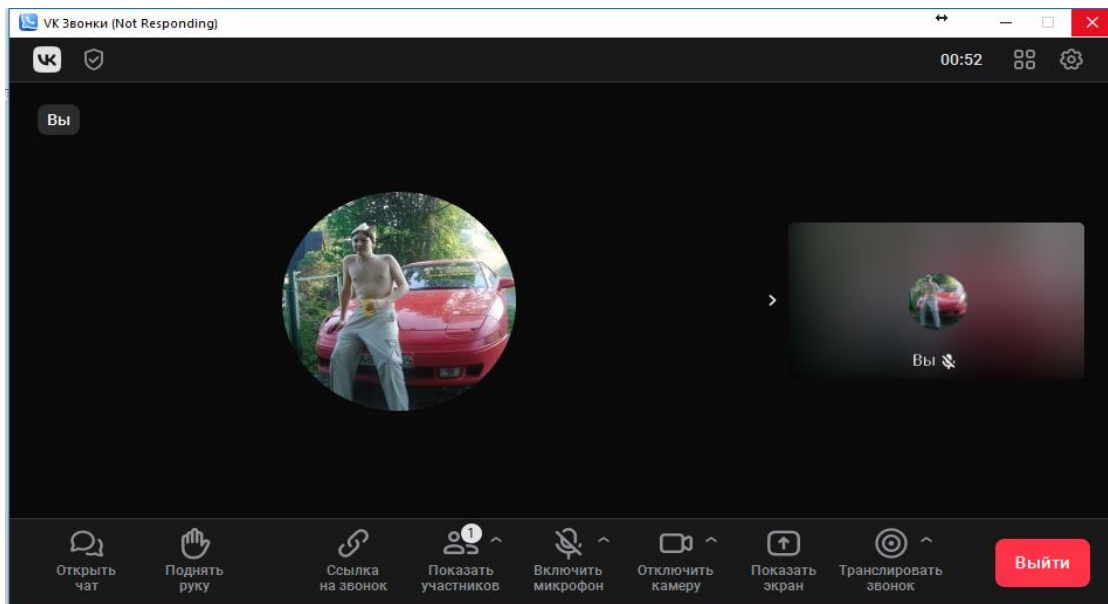 VK Звонки (Not Responding)
VK
00:52
Вы
Вы
1
Открыть
чат
Поднять
руку
Ссылка
на звонок
Показать
участников
Включить
микрофон
Отключить
камеру
Показать
экран
Транслировать
звонок
Выйти